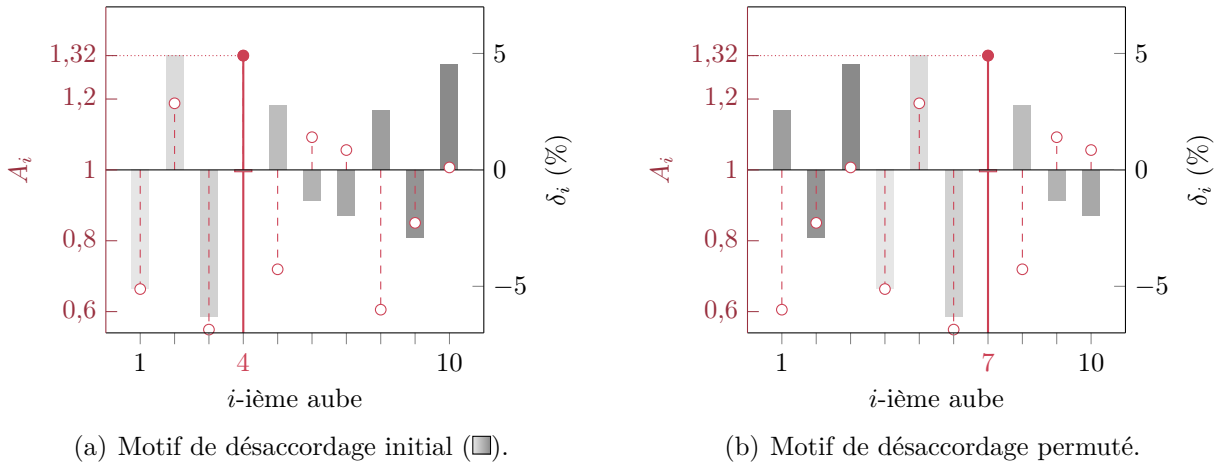 1,32
1,2
1
0,8
0,6
A_i
5
0
−5
δ_i (%)
1 4 10
i-ième aube
(a) Motif de désaccordage initial (■).
1,32
1,2
1
0,8
0,6
A_i
5
0
−5
δ_i (%)
1 7 10
i-ième aube
(b) Motif de désaccordage permuté.